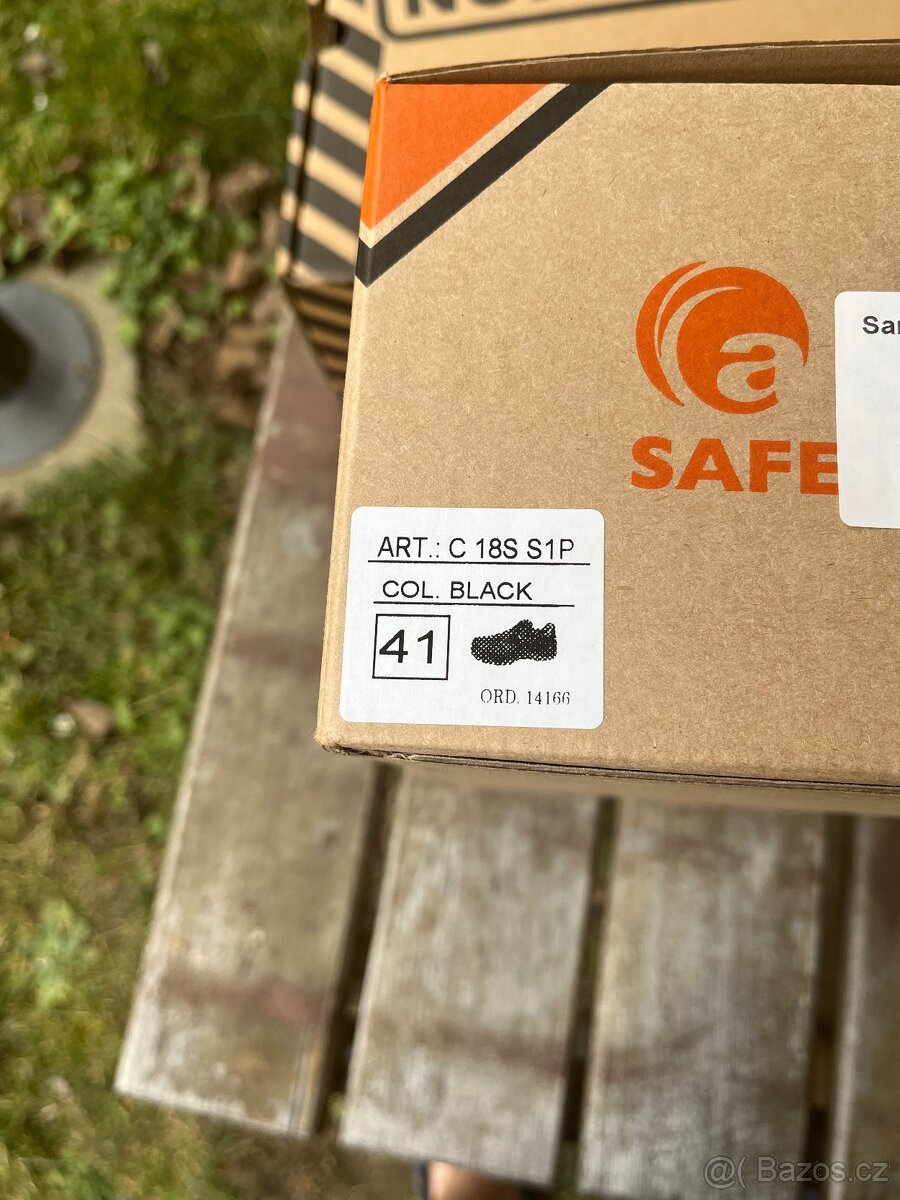 a
SAFE
ART.: C 18S S1P
COL. BLACK
41
ORD. 14166
@( Bazos.cz